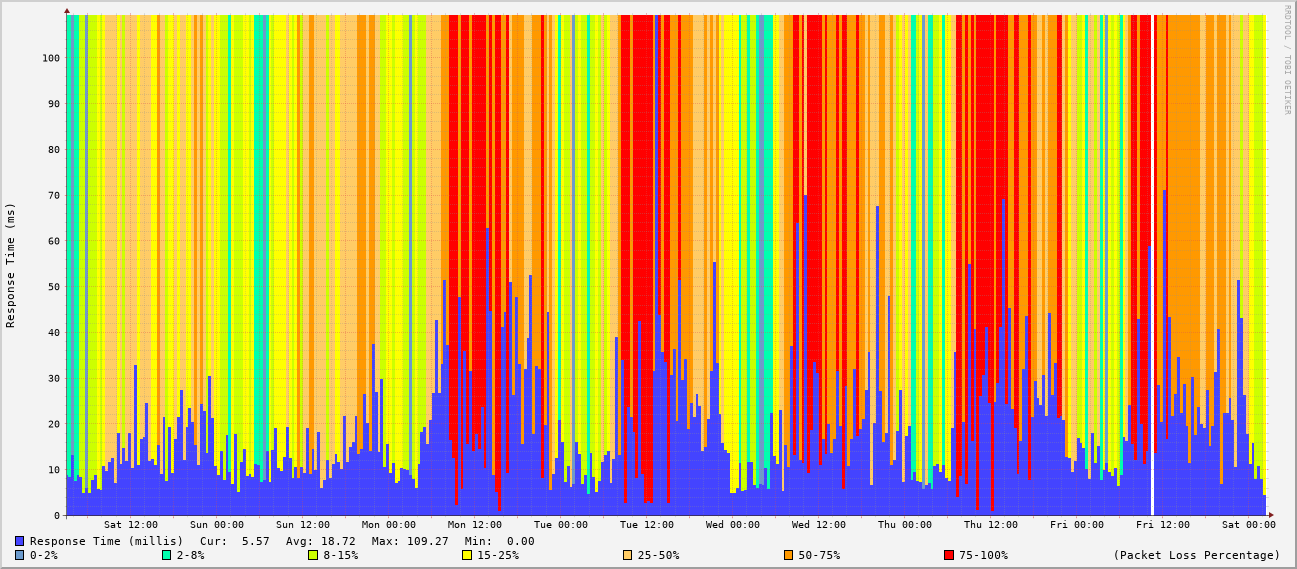 RRDTOOL / TOBI OETIKER
Response Time (ms)
100
90
80
70
60
50
40
30
20
10
0
Sat 12:00 Sun 00:00 Sun 12:00 Mon 00:00 Mon 12:00 Tue 00:00 Tue 12:00 Wed 00:00 Wed 12:00 Thu 00:00 Thu 12:00 Fri 00:00 Fri 12:00 Sat 00:00
Response Time (millis) Cur: 5.57 Avg: 18.72 Max: 109.27 Min: 0.00
0-2% 2-8% 8-15% 15-25% 25-50% 50-75% 75-100% (Packet Loss Percentage)